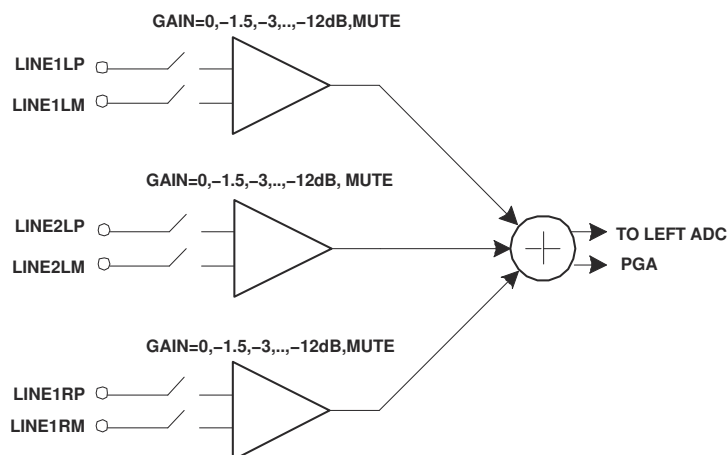 GAIN=0,−1.5,−3,..,−12dB,MUTE
LINE1LP
LINE1LM
GAIN=0,−1.5,−3,..,−12dB, MUTE
LINE2LP
LINE2LM
TO LEFT ADC
PGA
GAIN=0,−1.5,−3,..,−12dB,MUTE
LINE1RP
LINE1RM